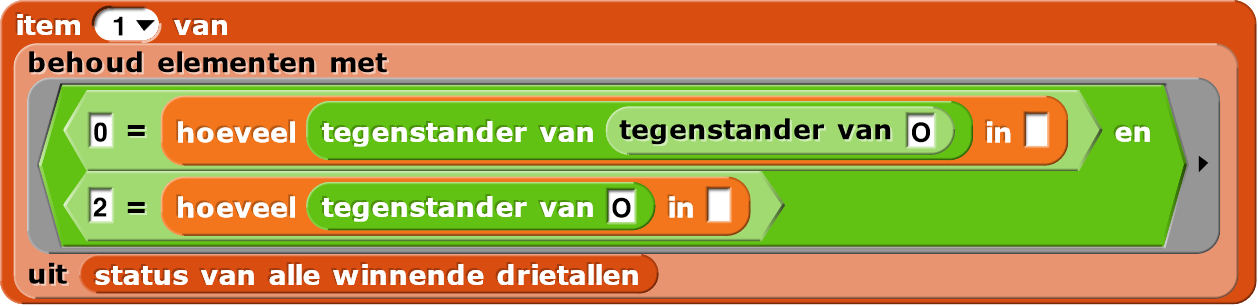 item 1 van
behoud elementen met
0 = hoeveel tegenstander van tegenstander van O in en
2 = hoeveel tegenstander van O in
uit status van alle winnende drietallen